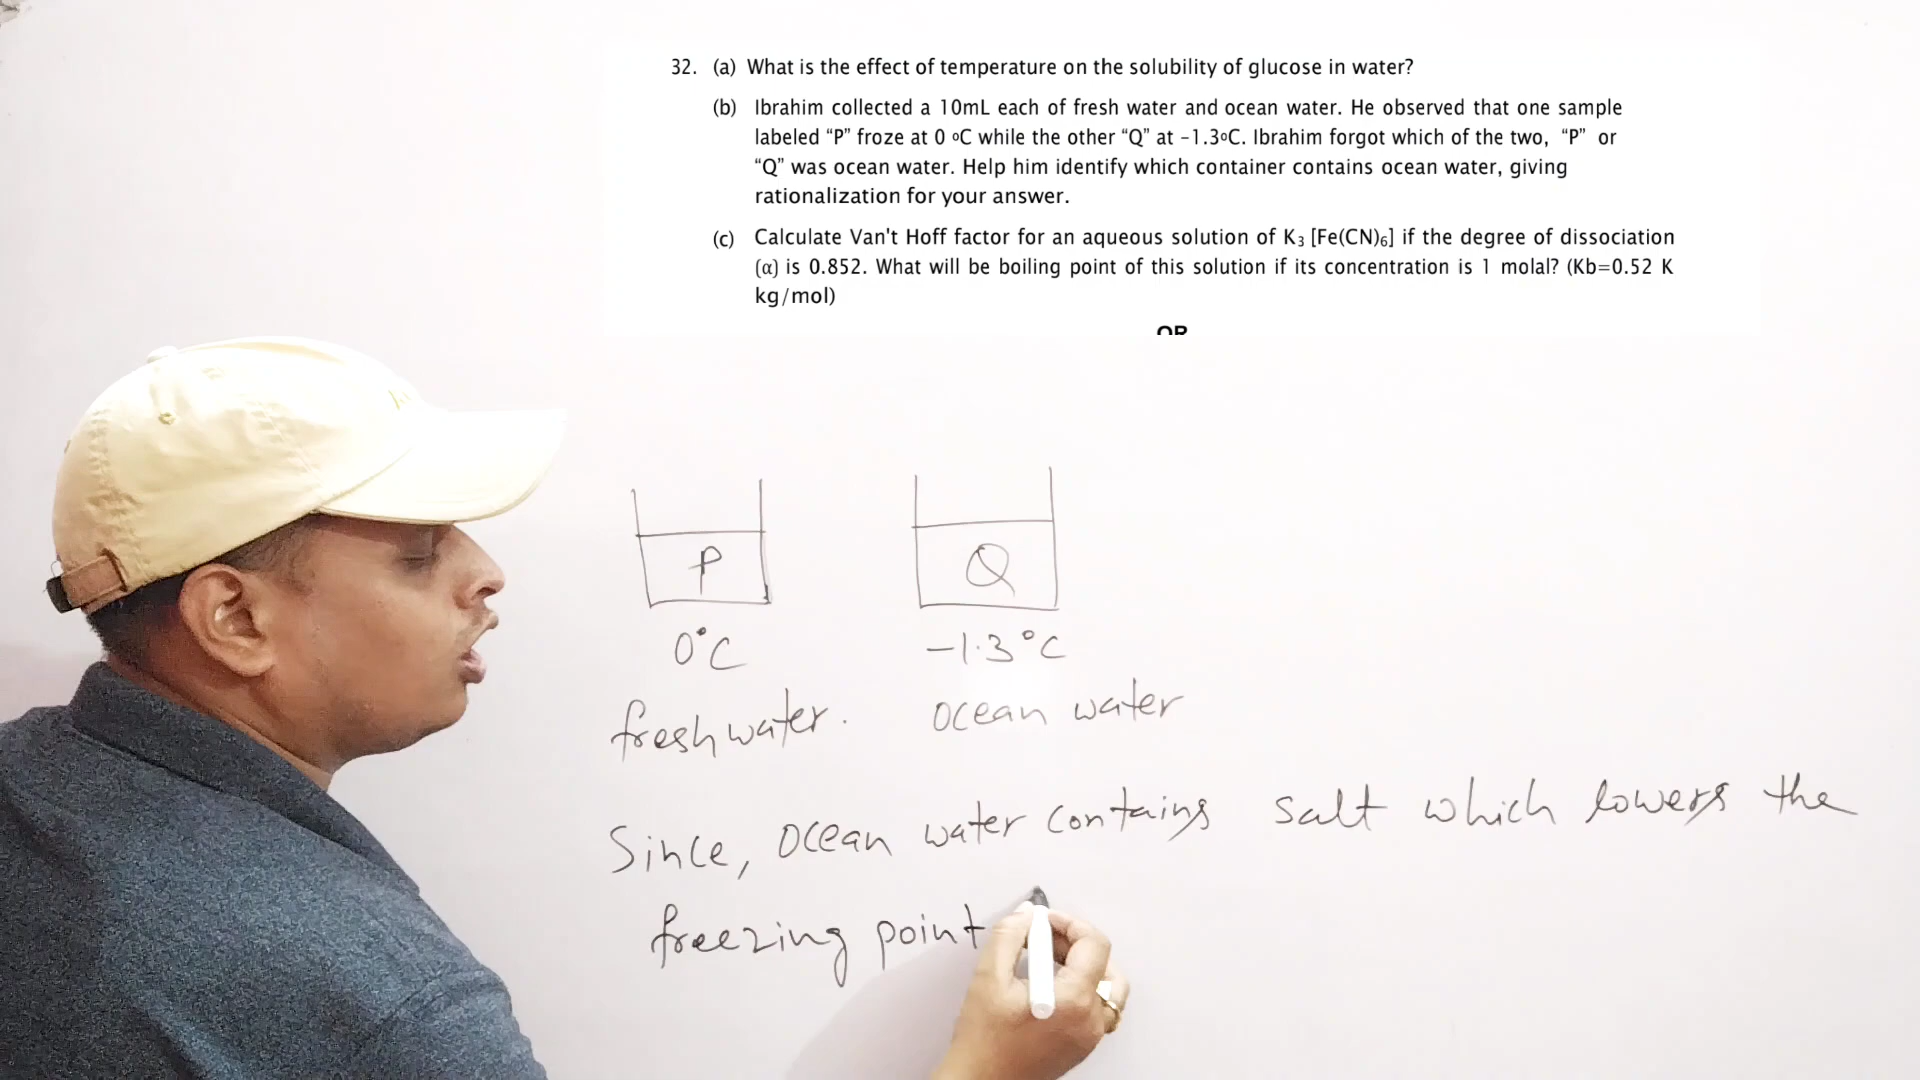 32. (a) What is the effect of temperature on the solubility of glucose in water?
(b) Ibrahim collected a 10mL each of fresh water and ocean water. He observed that one sample
labeled “P” froze at 0 ºC while the other “Q” at −1.3ºC. Ibrahim forgot which of the two, “P” or
“Q” was ocean water. Help him identify which container contains ocean water, giving
rationalization for your answer.
(c) Calculate Van't Hoff factor for an aqueous solution of K₃ [Fe(CN)₆] if the degree of dissociation
(α) is 0.852. What will be boiling point of this solution if its concentration is 1 molal? (Kb=0.52 K
kg/mol)
OR
P Q
0°C -1.3°C
fresh water. ocean water
Since, ocean water contains salt which lowers the
freezing point